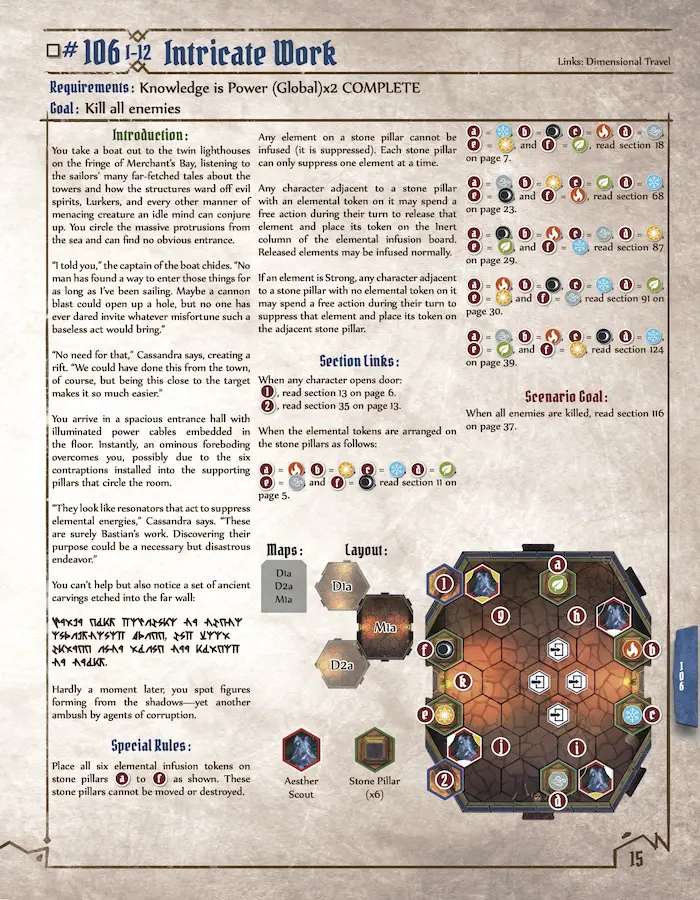 # 106 1-12 Intricate Work
Links: Dimensional Travel
Requirements: Knowledge is Power (Global)x2 COMPLETE
Goal: Kill all enemies
Introduction:
You take a boat out to the twin lighthouses
on the fringe of Merchant's Bay, listening to
the sailors' many far-fetched tales about the
towers and how the structures ward off evil
spirits, Lurkers, and every other manner of
menacing creature an idle mind can conjure
up. You circle the massive protrusions from
the sea and can find no obvious entrance.
"I told you," the captain of the boat chides. "No
man has found a way to enter those things for
as long as I've been sailing. Maybe a cannon
blast could open up a hole, but no one has
ever dared invite whatever misfortune such a
baseless act would bring."
"No need for that," Cassandra says, creating a
rift. "We could have done this from the town,
of course, but being this close to the target
makes it so much easier."
You arrive in a spacious entrance hall with
illuminated power cables embedded in
the floor. Instantly, an ominous foreboding
overcomes you, possibly due to the six
contraptions installed into the supporting
pillars that circle the room.
"They look like resonators that act to suppress
elemental energies," Cassandra says. "These
are surely Bastian's work. Discovering their
purpose could be a necessary but disastrous
endeavor."
You can't help but also notice a set of ancient
carvings etched into the far wall:
Hardly a moment later, you spot figures
forming from the shadows—yet another
ambush by agents of corruption.
Special Rules:
Place all six elemental infusion tokens on
stone pillars a to f as shown. These
stone pillars cannot be moved or destroyed.
Any element on a stone pillar cannot be
infused (it is suppressed). Each stone pillar
can only suppress one element at a time.
Any character adjacent to a stone pillar
with an elemental token on it may spend a
free action during their turn to release that
element and place its token on the Inert
column of the elemental infusion board.
Released elements may be infused normally.
If an element is Strong, any character adjacent
to a stone pillar with no elemental token on it
may spend a free action during their turn to
suppress that element and place its token on
the adjacent stone pillar.
Section Links:
When any character opens door:
1, read section 13 on page 6.
2, read section 35 on page 13.
When the elemental tokens are arranged on
the stone pillars as follows:
a = , b = , c = , d = ,
e = and f = , read section 11 on
page 5.
a = , b = , c = , d = ,
e = , and f = , read section 18
on page 7.
a = , b = , c = , d = ,
e = , and f = , read section 68
on page 23.
a = , b = , c = , d = ,
e = , and f = , read section 87
on page 29.
a = , b = , c = , d = ,
e = , and f = , read section 91 on
page 30.
a = , b = , c = , d = ,
e = , and f = , read section 124
on page 39.
Scenario Goal:
When all enemies are killed, read section 116
on page 37.
Maps:
D1a
D2a
M1a
Layout:
D1a
M1a
D2a
Aesther
Scout
Stone Pillar
(x6)
a
1
g
h
f
b
k
e
c
j
i
2
d
106
15